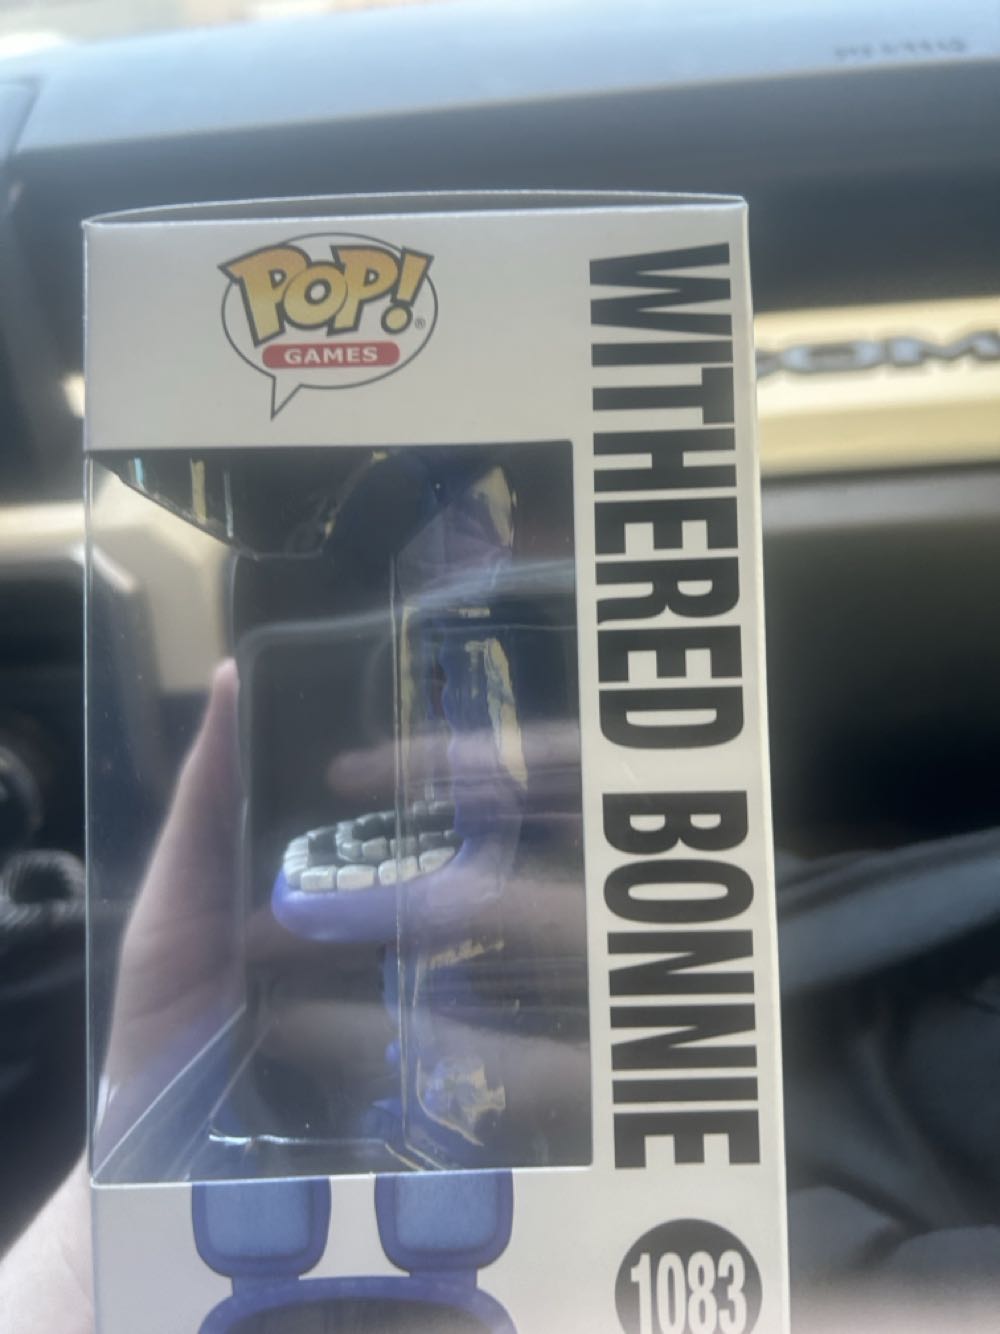 POP!
GAMES
WITHERED BONNIE
1083